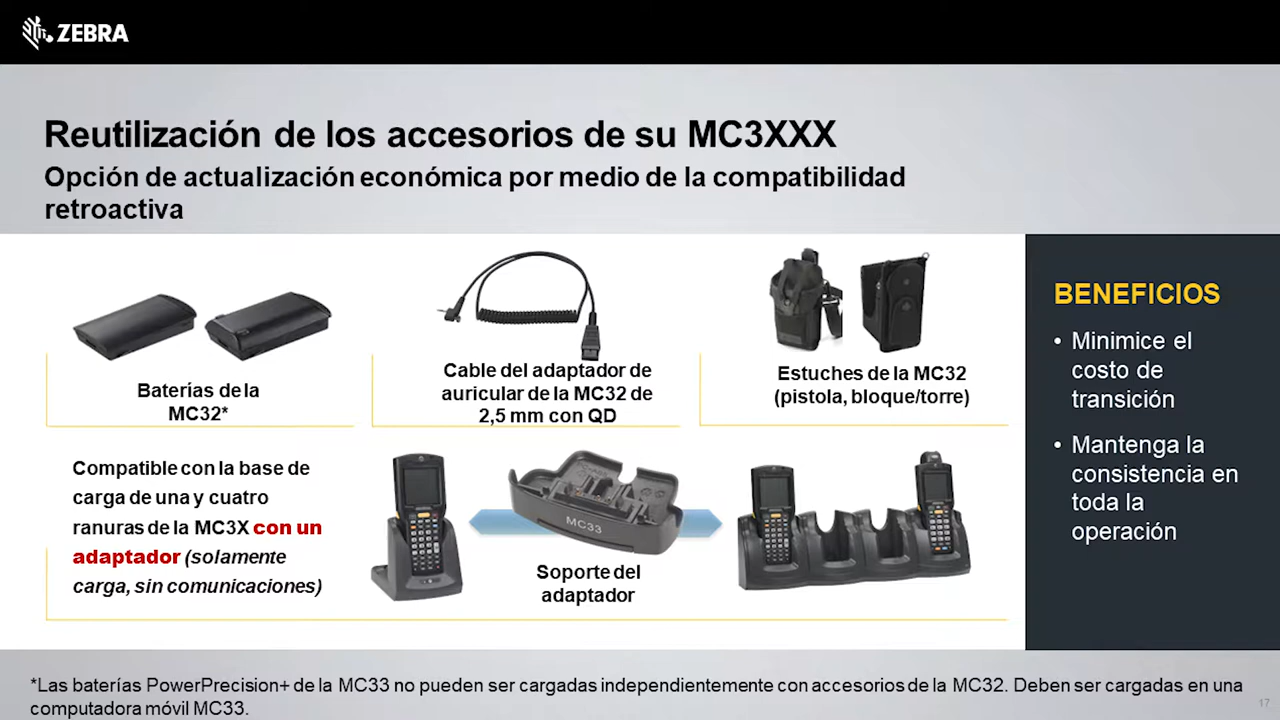 ZEBRA
Reutilización de los accesorios de su MC3XXX
Opción de actualización económica por medio de la compatibilidad
retroactiva
Baterías de la
MC32*
Cable del adaptador de
auricular de la MC32 de
2,5 mm con QD
Estuches de la MC32
(pistola, bloque/torre)
Compatible con la base de
carga de una y cuatro
ranuras de la MC3X con un
adaptador (solamente
carga, sin comunicaciones)
MC33
Soporte del
adaptador
BENEFICIOS
• Minimice el
costo de
transición
• Mantenga la
consistencia en
toda la
operación
*Las baterías PowerPrecision+ de la MC33 no pueden ser cargadas independientemente con accesorios de la MC32. Deben ser cargadas en una
computadora móvil MC33.
17